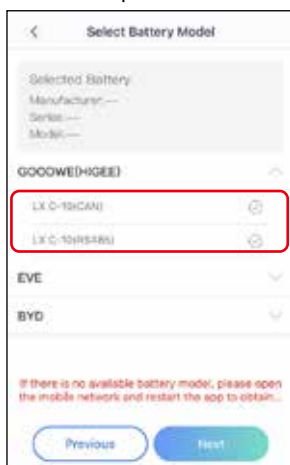 Select Battery Model
Selected Battery
Manufacturer:---
Series:---
Model:---
GOODWE(HIGEE)
LX C-10(CAN)
LX C-10(RS485)
EVE
BYD
If there is no available battery model, please open
the mobile network and restart the app to obtain...
Previous
Next